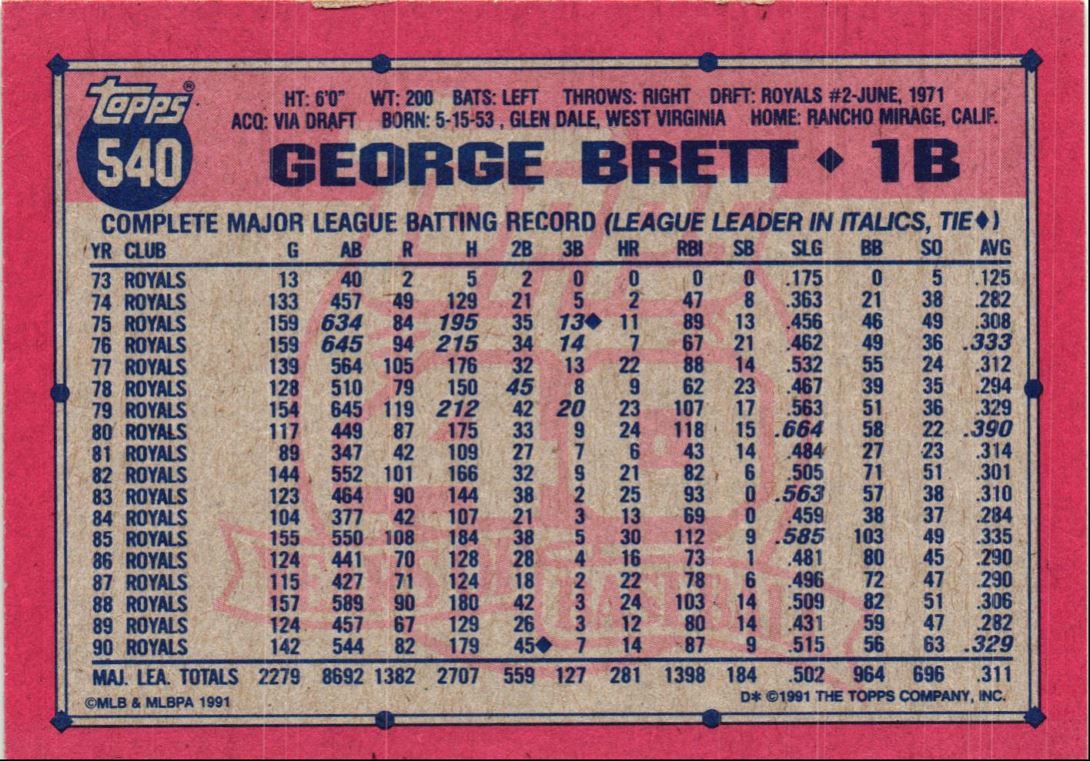 Topps®
540
HT: 6'0" WT: 200 BATS: LEFT THROWS: RIGHT DRFT: ROYALS #2-JUNE, 1971
ACQ: VIA DRAFT BORN: 5-15-53 , GLEN DALE, WEST VIRGINIA HOME: RANCHO MIRAGE, CALIF.
GEORGE BRETT ♦ 1B
COMPLETE MAJOR LEAGUE BATTING RECORD (LEAGUE LEADER IN ITALICS, TIE♦)
YR CLUB G AB R H 2B 3B HR RBI SB SLG BB SO AVG
73 ROYALS 13 40 2 5 2 0 0 0 0 .175 0 5 .125
74 ROYALS 133 457 49 129 21 5 2 47 8 .363 21 38 .282
75 ROYALS 159 634 84 195 35 13♦ 11 89 13 .456 46 49 .308
76 ROYALS 159 645 94 215 34 14 7 67 21 .462 49 36 .333
77 ROYALS 139 564 105 176 32 13 22 88 14 .532 55 24 .312
78 ROYALS 128 510 79 150 45 8 9 62 23 .467 39 35 .294
79 ROYALS 154 645 119 212 42 20 23 107 17 .563 51 36 .329
80 ROYALS 117 449 87 175 33 9 24 118 15 .664 58 22 .390
81 ROYALS 89 347 42 109 27 7 6 43 14 .484 27 23 .314
82 ROYALS 144 552 101 166 32 9 21 82 6 .505 71 51 .301
83 ROYALS 123 464 90 144 38 2 25 93 0 .563 57 38 .310
84 ROYALS 104 377 42 107 21 3 13 69 0 .459 38 37 .284
85 ROYALS 155 550 108 184 38 5 30 112 9 .585 103 49 .335
86 ROYALS 124 441 70 128 28 4 16 73 1 .481 80 45 .290
87 ROYALS 115 427 71 124 18 2 22 78 6 .496 72 47 .290
88 ROYALS 157 589 90 180 42 3 24 103 14 .509 82 51 .306
89 ROYALS 124 457 67 129 26 3 12 80 14 .431 59 47 .282
90 ROYALS 142 544 82 179 45♦ 7 14 87 9 .515 56 63 .329
MAJ. LEA. TOTALS 2279 8692 1382 2707 559 127 281 1398 184 .502 964 696 .311
©MLB & MLBPA 1991 D* ©1991 THE TOPPS COMPANY, INC.